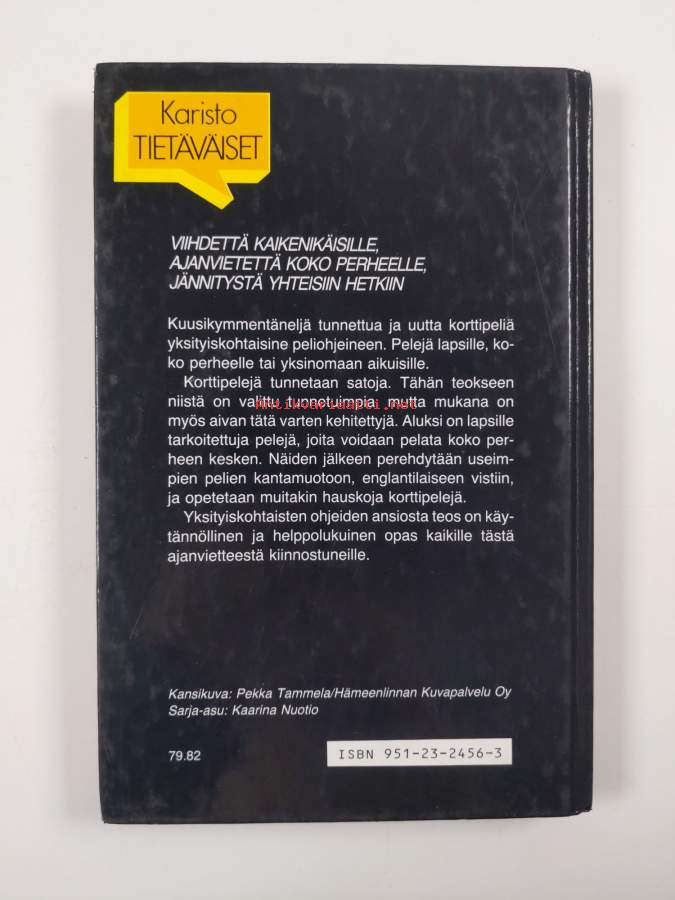 Karisto
TIETÄVÄISET
VIIHDETTÄ KAIKENIKÄISILLE,
AJANVIETETTÄ KOKO PERHEELLE,
JÄNNITYSTÄ YHTEISIIN HETKIIN
Kuusikymmentäneljä tunnettua ja uutta korttipeliä
yksityiskohtaisine peliohjeineen. Pelejä lapsille, ko-
ko perheelle tai yksinomaan aikuisille.
Korttipelejä tunnetaan satoja. Tähän teokseen
niistä on valittu tunnetuimpia, mutta mukana on
Antikvariaatti.net
myös aivan tätä varten kehitettyjä. Aluksi on lapsille
tarkoitettuja pelejä, joita voidaan pelata koko per-
heen kesken. Näiden jälkeen perehdytään useim-
pien pelien kantamuotoon, englantilaiseen vistiin,
ja opetetaan muitakin hauskoja korttipelejä.
Yksityiskohtaisten ohjeiden ansiosta teos on käy-
tännöllinen ja helppolukuinen opas kaikille tästä
ajanvietteestä kiinnostuneille.
Kansikuva: Pekka Tammela/Hämeenlinnan Kuvapalvelu Oy
Sarja-asu: Kaarina Nuotio
79.82
ISBN 951-23-2456-3